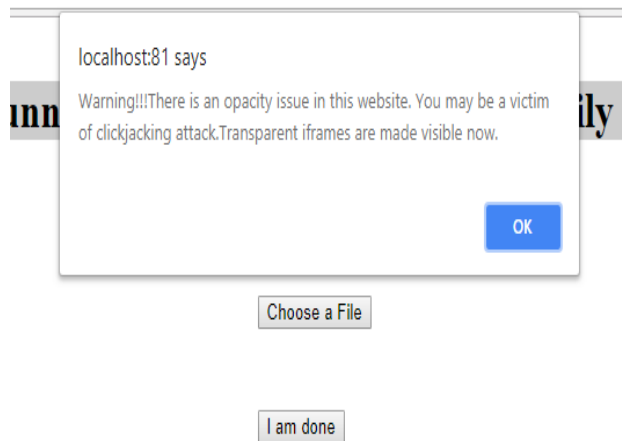 localhost:81 says
Warning!!!There is an opacity issue in this website. You may be a victim
of clickjacking attack.Transparent iframes are made visible now.
OK
Choose a File
I am done